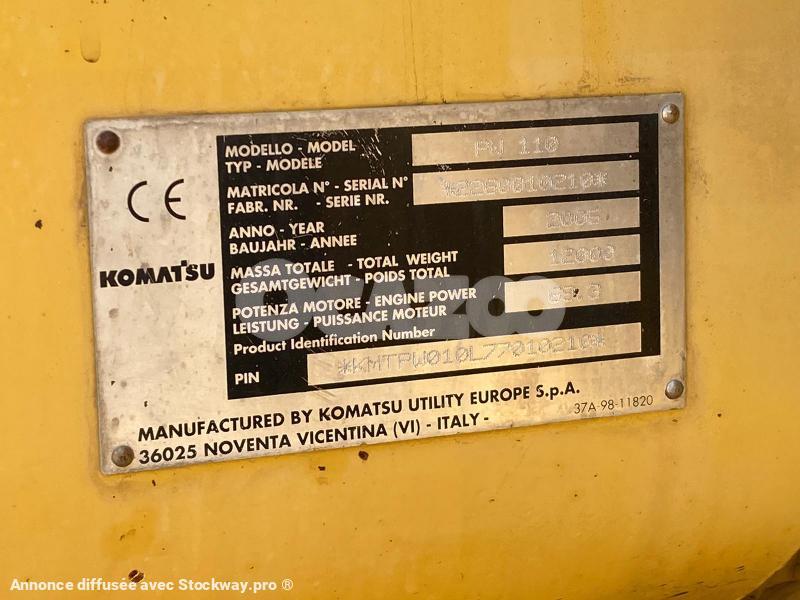 CE
KOMATSU
MODELLO - MODEL
TYP - MODELE
PW 110
MATRICOLA N° - SERIAL N°
FABR. NR. - SERIE NR.
ANNO - YEAR
BAUJAHR - ANNEE
2005
MASSA TOTALE - TOTAL WEIGHT
GESAMTGEWICHT - POIDS TOTAL
POTENZA MOTORE - ENGINE POWER
LEISTUNG - PUISSANCE MOTEUR
Product Identification Number
PIN
*KMTPW010L77010210*
MANUFACTURED BY KOMATSU UTILITY EUROPE S.p.A.
36025 NOVENTA VICENTINA (VI) - ITALY -
37A-98-11820
OCAZOO
Annonce diffusée avec Stockway.pro ®